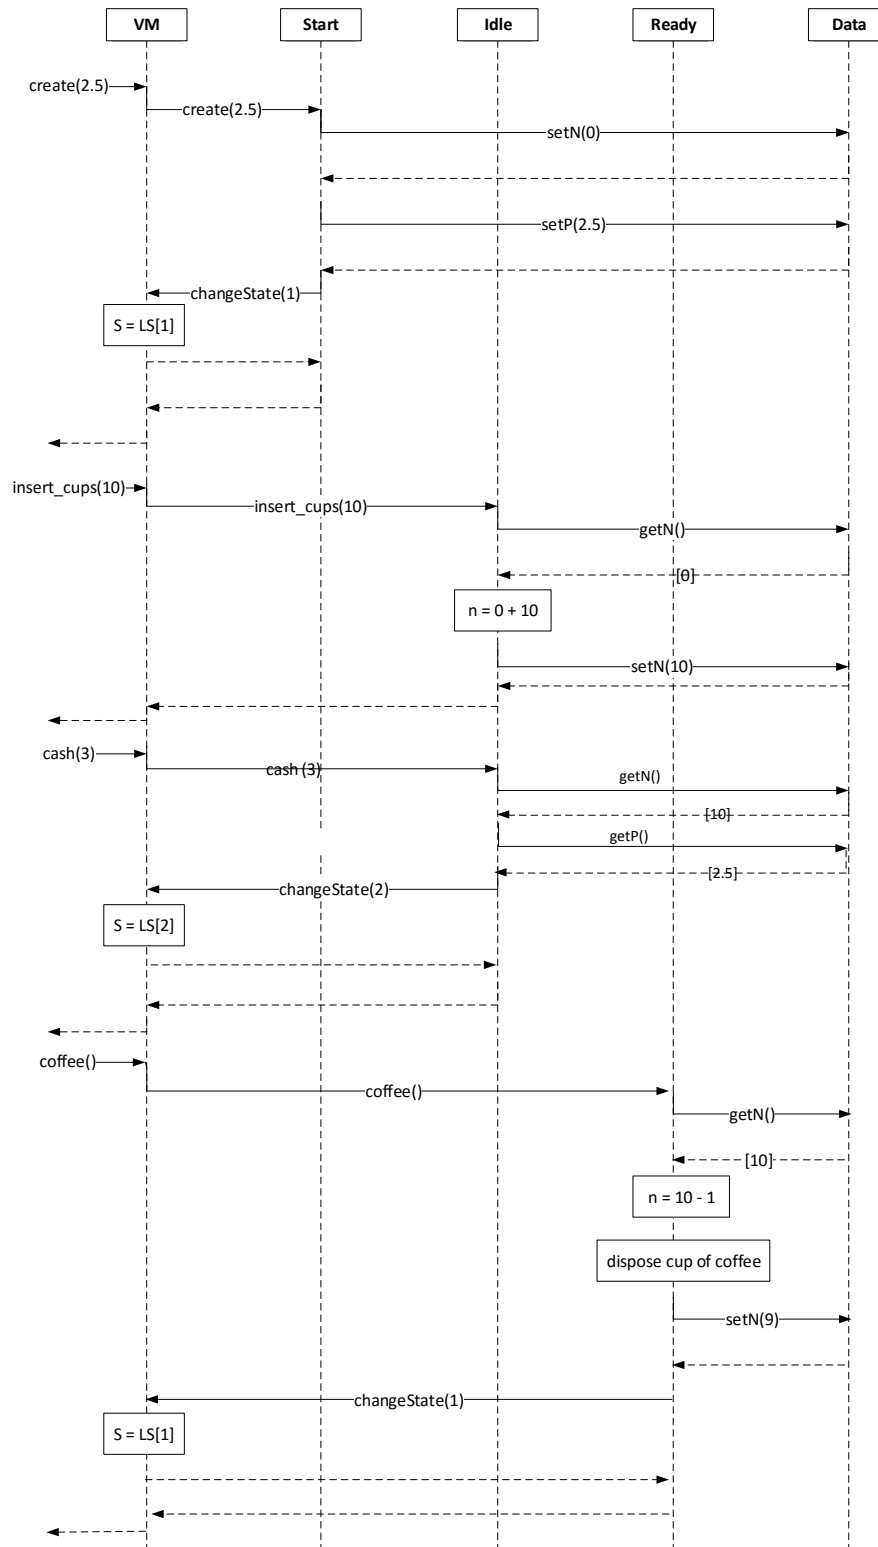 VM Start Idle Ready Data
create(2.5)
create(2.5)
setN(0)
setP(2.5)
changeState(1)
S = LS[1]
insert_cups(10)
insert_cups(10)
getN()
[0]
n = 0 + 10
setN(10)
cash(3)
cash (3)
getN()
[10]
getP()
[2.5]
changeState(2)
S = LS[2]
coffee()
coffee()
getN()
[10]
n = 10 - 1
dispose cup of coffee
setN(9)
changeState(1)
S = LS[1]